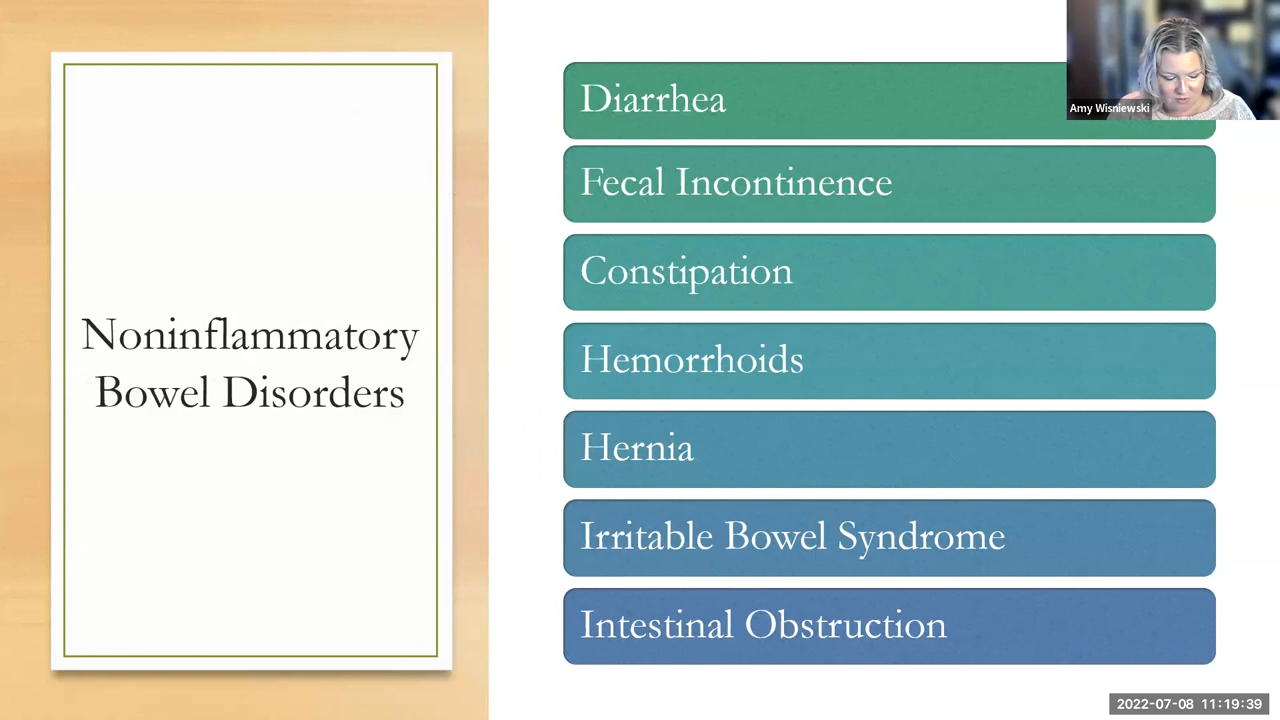 Noninflammatory
Bowel Disorders
Diarrhea
Fecal Incontinence
Constipation
Hemorrhoids
Hernia
Irritable Bowel Syndrome
Intestinal Obstruction
Amy Wisniewski
2022-07-08 11:19:39